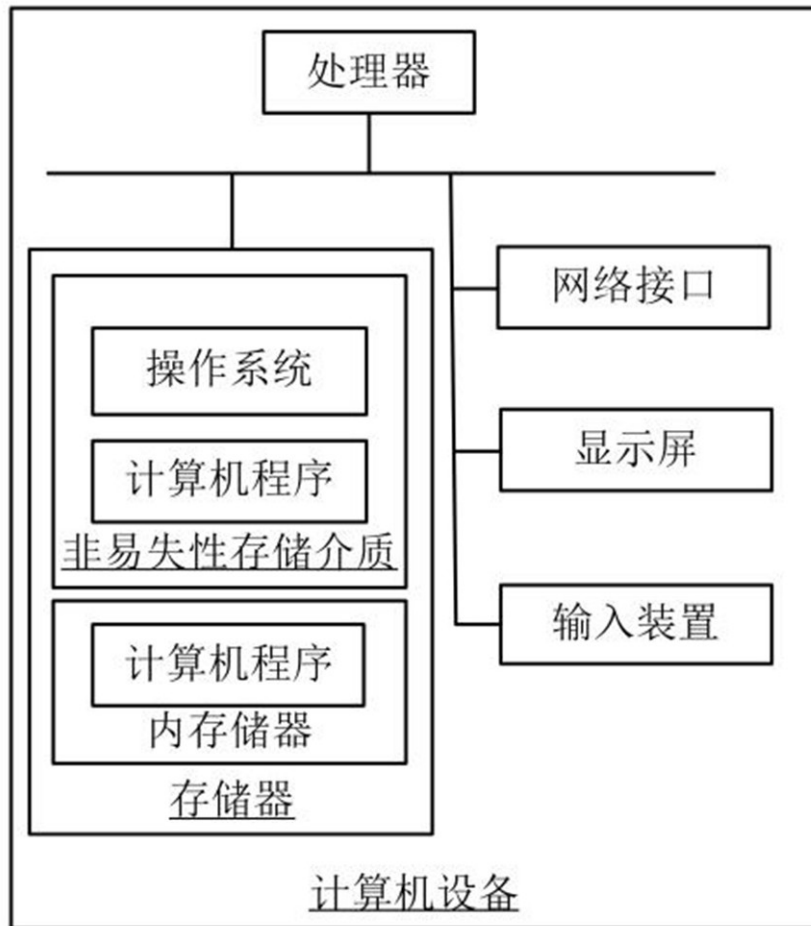 处理器
网络接口
操作系统
显示屏
计算机程序
非易失性存储介质
输入装置
计算机程序
内存储器
存储器
计算机设备